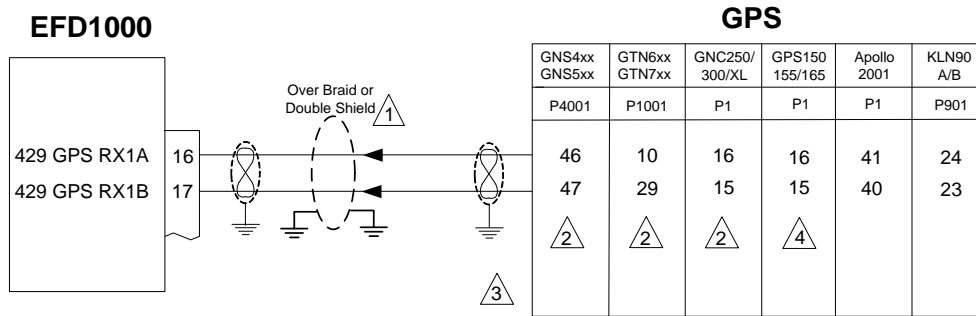 EFD1000
GPS
GNS4xx GNS5xx
GTN6xx GTN7xx
GNC250/ 300/XL
GPS150 155/165
Apollo 2001
KLN90 A/B
P4001 P1001 P1 P1 P1 P901
Over Braid or
Double Shield 1
429 GPS RX1A 16 46 10 16 16 41 24
429 GPS RX1B 17 47 29 15 15 40 23
2 2 2 4
3